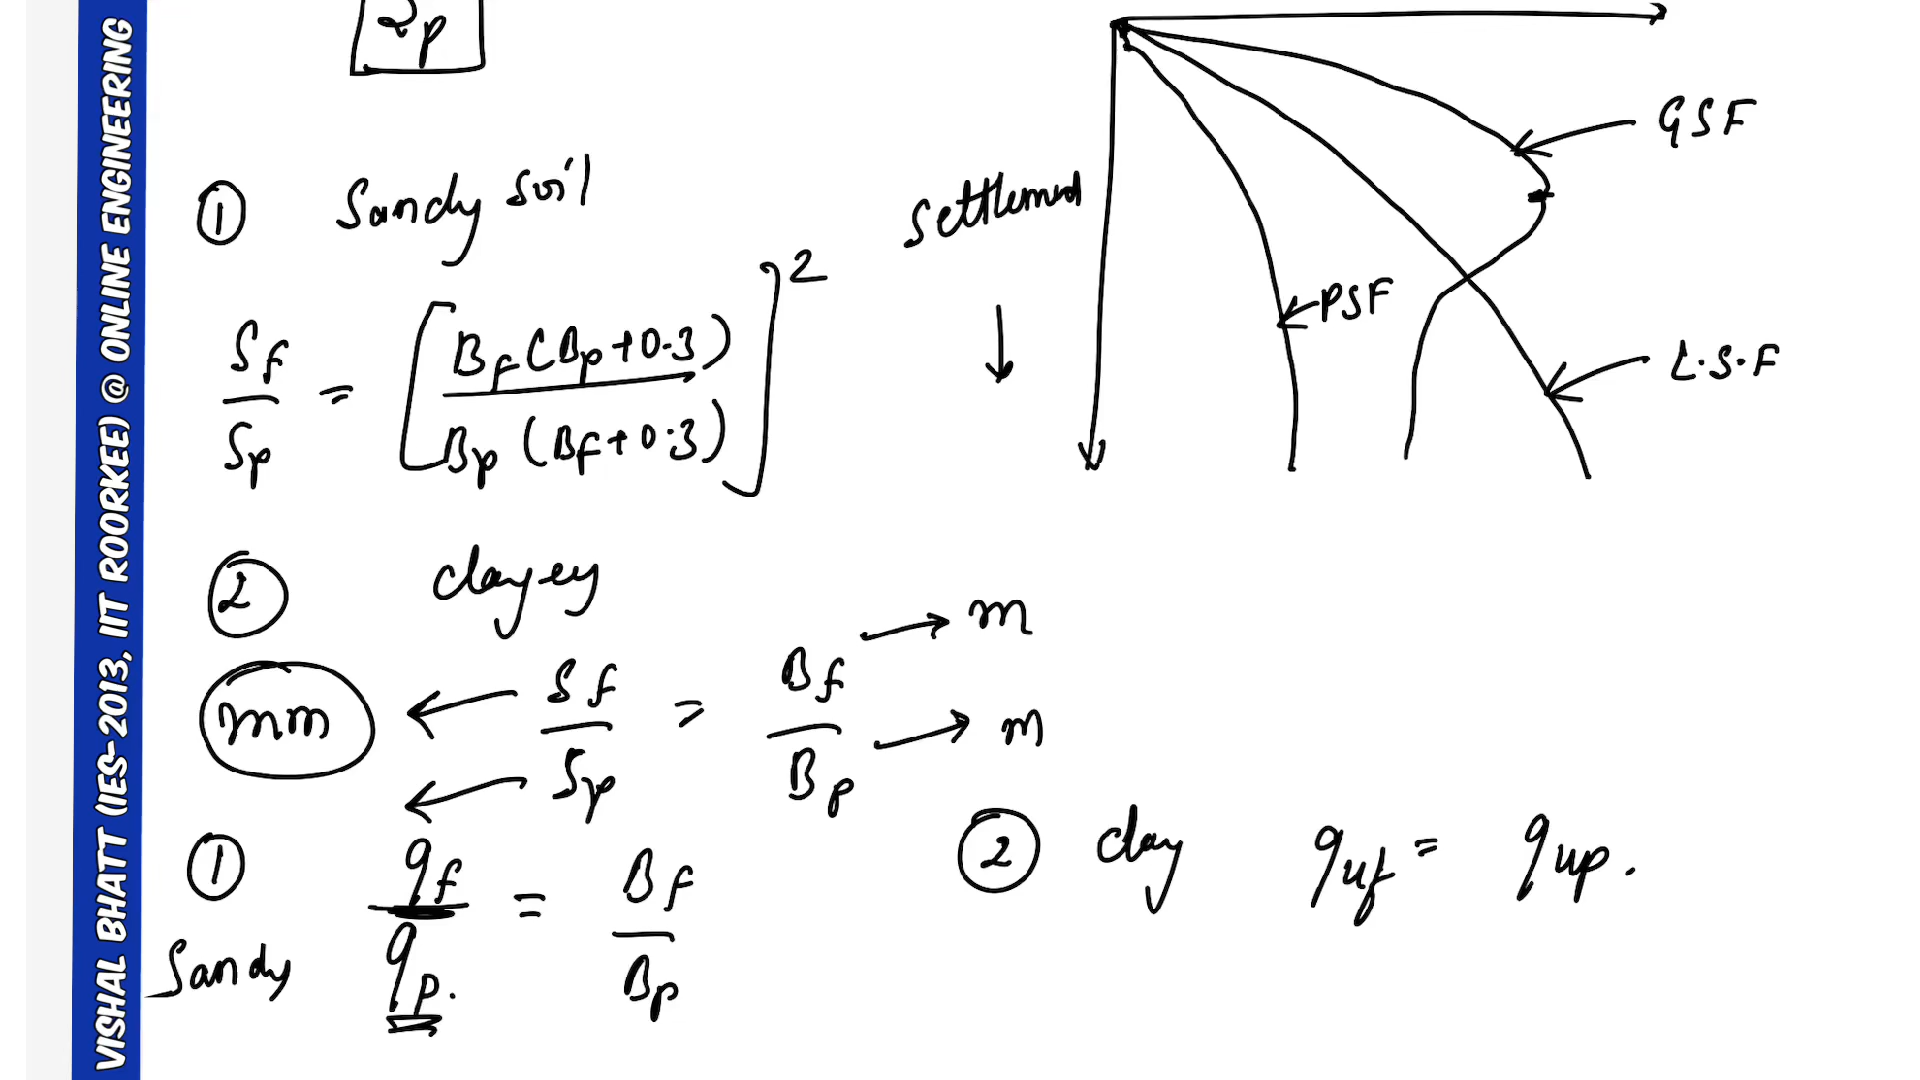 VISHAL BHATT (IES-2013, IIT ROORKEE) @ ONLINE ENGINEERING
① Sandy soil
Sf/Sp = [Bf(Bp+0.3) / Bp(Bf+0.3)]²
② clayey
mm ← Sf/Sp = Bf/Bp → m
→ m
① Sandy qf/qp. = Bf/Bp
② clay quf = qup.
GSF
PSF
L.S.F